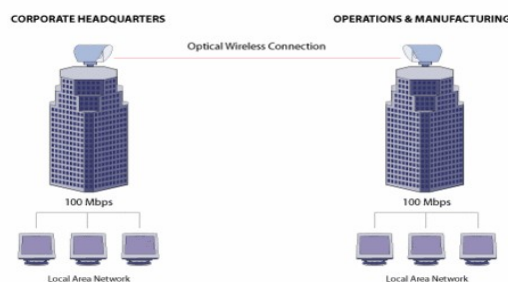 CORPORATE HEADQUARTERS
OPERATIONS & MANUFACTURING
Optical Wireless Connection
100 Mbps
100 Mbps
Local Area Network
Local Area Network